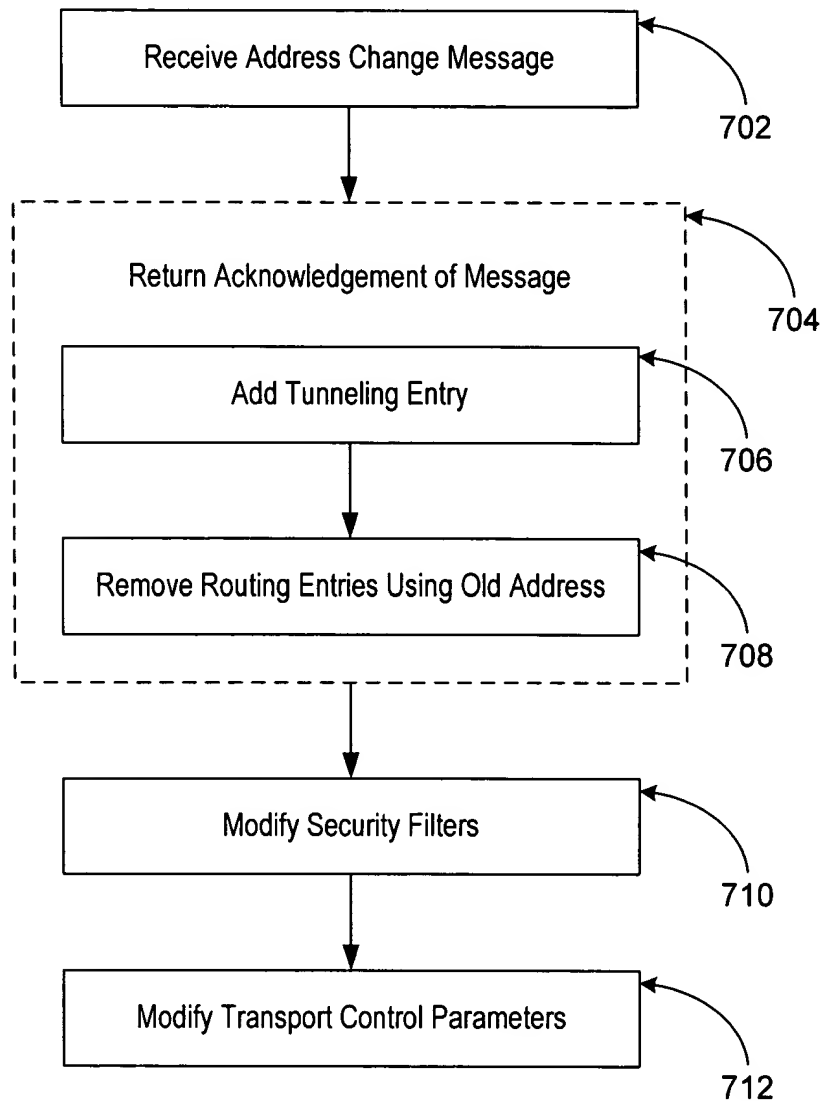 Receive Address Change Message
702
Return Acknowledgement of Message
704
Add Tunneling Entry
706
Remove Routing Entries Using Old Address
708
Modify Security Filters
710
Modify Transport Control Parameters
712